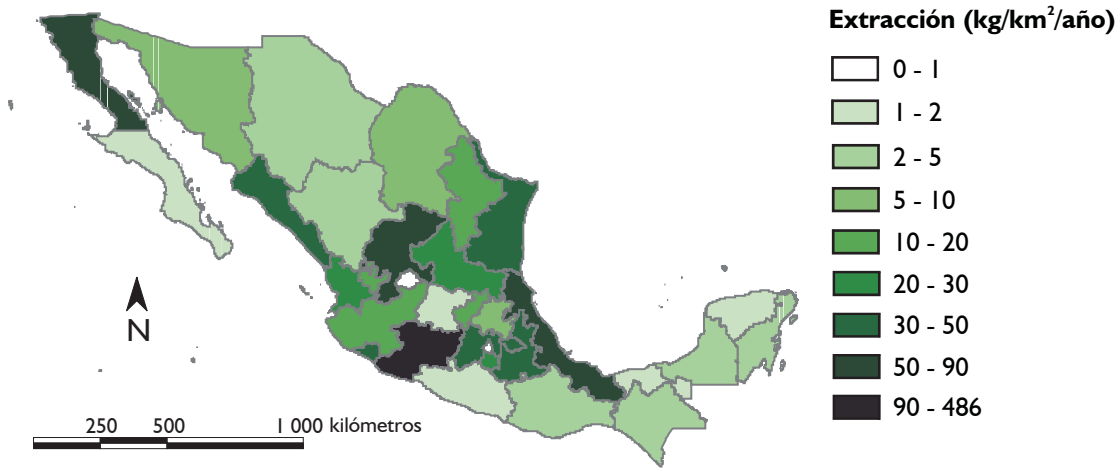 Extracción (kg/km²/año)
0 - 1
1 - 2
2 - 5
5 - 10
10 - 20
20 - 30
30 - 50
50 - 90
90 - 486
N
250 500 1 000 kilómetros